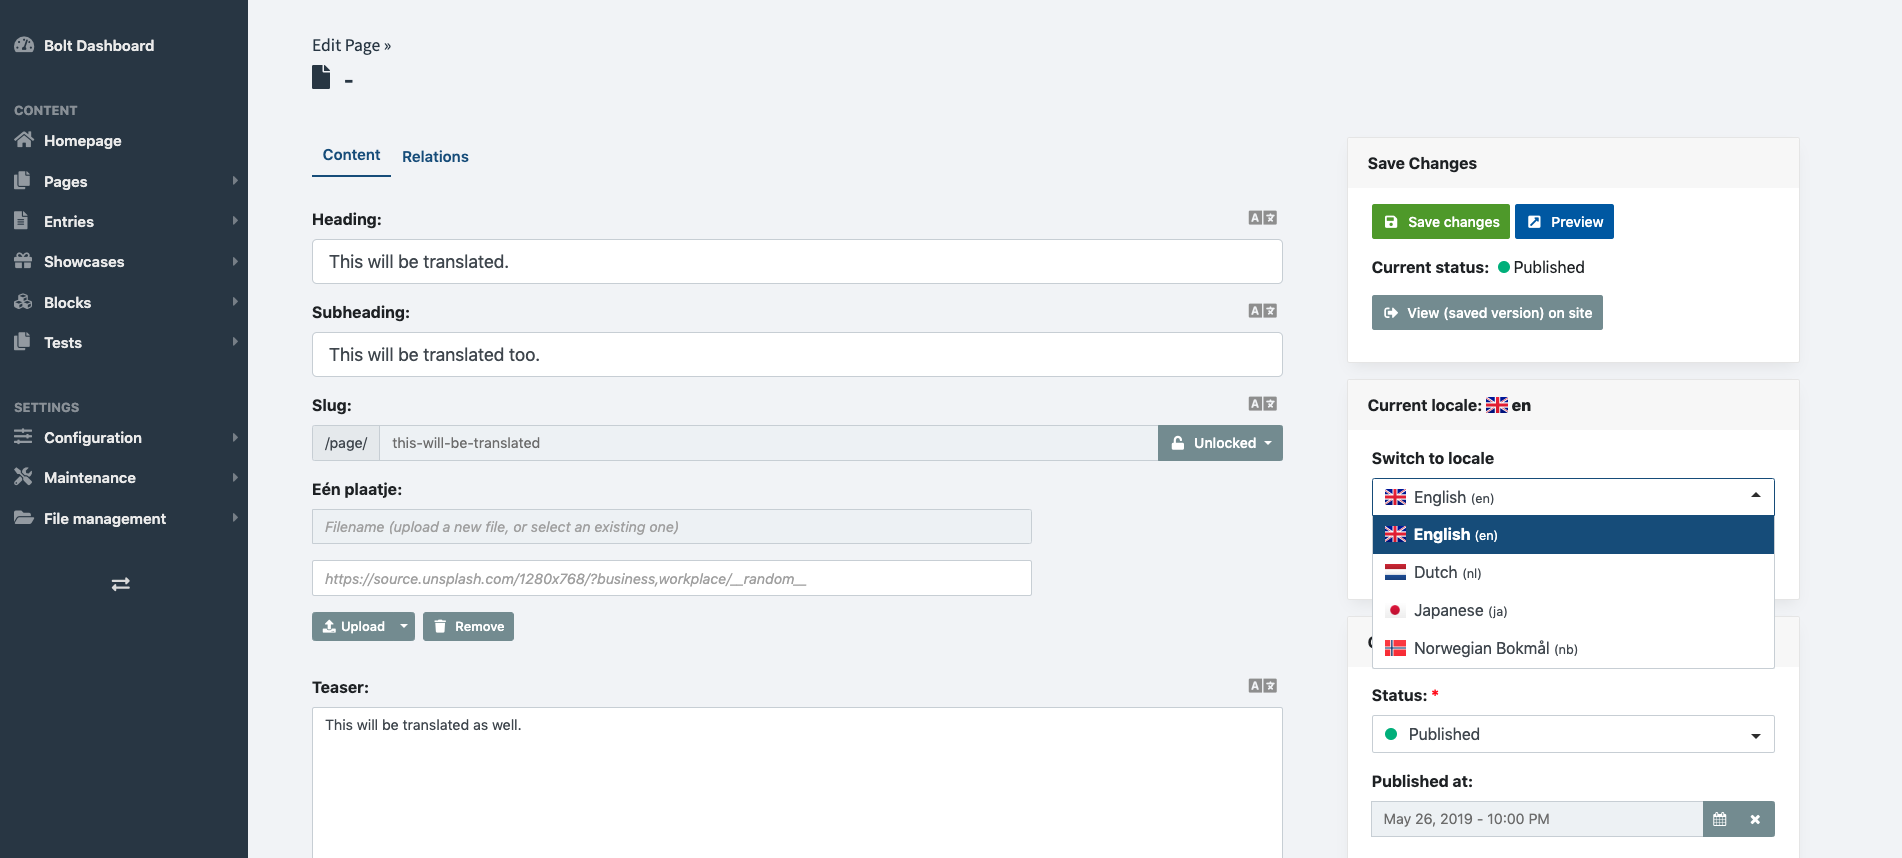 Bolt Dashboard
CONTENT
Homepage
Pages
Entries
Showcases
Blocks
Tests
SETTINGS
Configuration
Maintenance
File management
Edit Page »
-
Content
Relations
Heading:
This will be translated.
Subheading:
This will be translated too.
Slug:
/page/
this-will-be-translated
Unlocked
Eén plaatje:
Filename (upload a new file, or select an existing one)
https://source.unsplash.com/1280x768/?business,workplace/__random__
Upload
Remove
Teaser:
This will be translated as well.
Save Changes
Save changes
Preview
Current status: Published
View (saved version) on site
Current locale: en
Switch to locale
English (en)
English (en)
Dutch (nl)
Japanese (ja)
Norwegian Bokmål (nb)
Status: *
Published
Published at:
May 26, 2019 - 10:00 PM